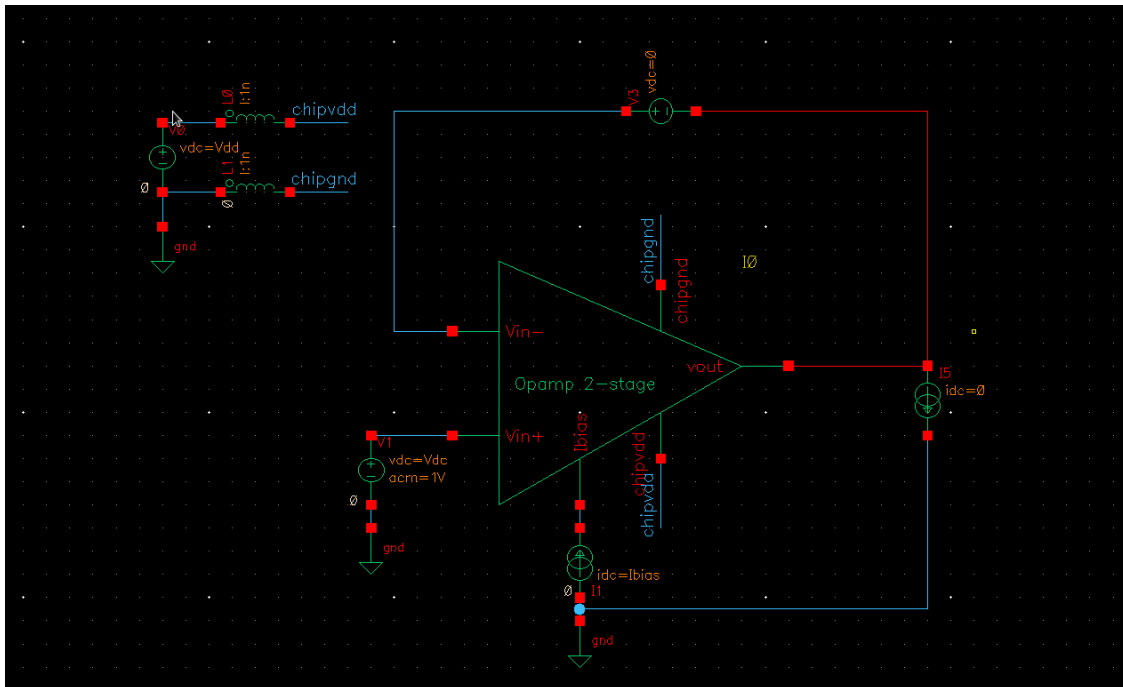 L0
l:1n
chipvdd
V0
vdc=Vdd
L1
l:1n
chipgnd
0
0
gnd
V3
vdc=0
chipgnd
chipgnd
I0
Vin-
Opamp 2-stage
vout
Vin+
Ibias
chipvdd
chipvdd
I5
idc=0
V1
vdc=Vdc
acm=1V
0
gnd
idc=Ibias
0
I1
gnd